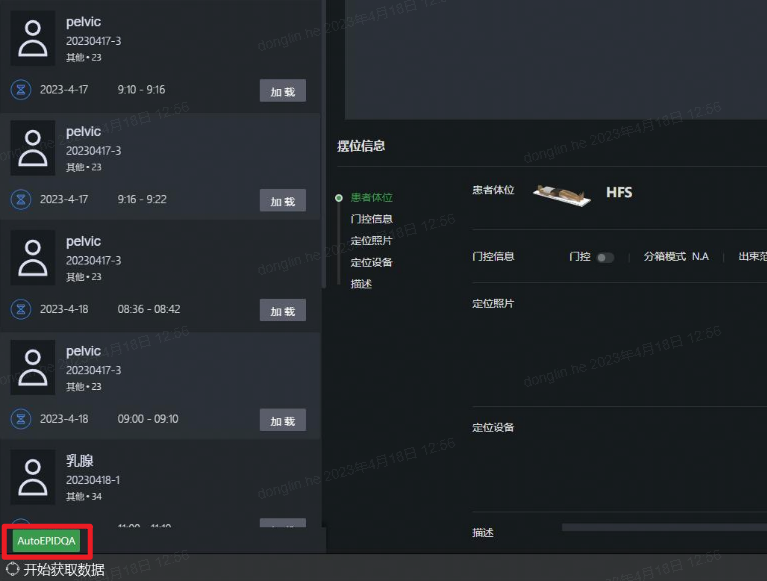 pelvic
20230417-3
其他•23
2023-4-17 9:10 - 9:16 加 载
pelvic
20230417-3
其他•23
2023-4-17 9:16 - 9:22 加 载
pelvic
20230417-3
其他•23
2023-4-18 08:36 - 08:42 加 载
pelvic
20230417-3
其他•23
2023-4-18 09:00 - 09:10 加 载
乳腺
20230418-1
其他•34
AutoEPIDQA
开始获取数据
摆位信息
患者体位
门控信息
定位照片
定位设备
描述
患者体位 HFS
门控信息 门控 分箱模式 N.A 出束范
定位照片
定位设备
描述
donglin he 2023年4月18日 12:56